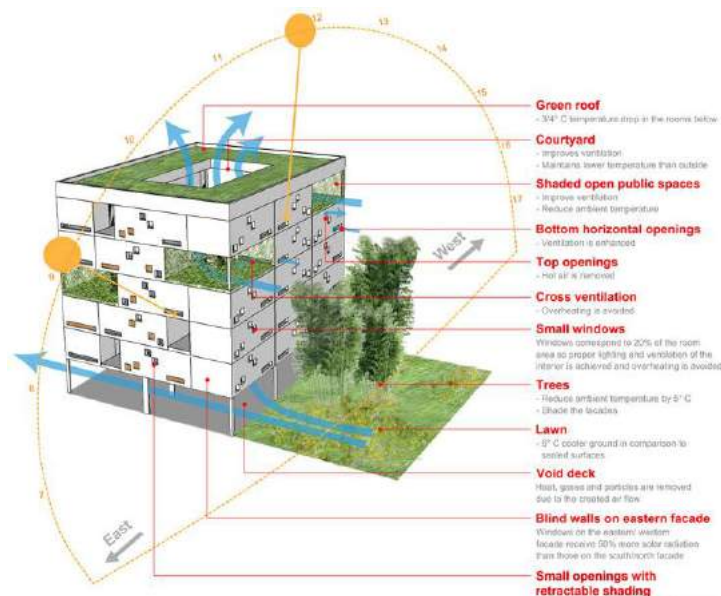 12
13
11
14
15
10
16
17
9
8
7
West
East
Green roof
- 3/4° C temperature drop in the rooms below
Courtyard
- Improves ventilation
- Maintains lower temperature than outside
Shaded open public spaces
- Improve ventilation
- Reduce ambient temperature
Bottom horizontal openings
- Ventilation is enhanced
Top openings
- Hot air is removed
Cross ventilation
- Overheating is avoided
Small windows
Windows correspond to 20% of the room
area so proper lighting and ventilation of the
interior is achieved and overheating is avoided
Trees
- Reduce ambient temperature by 5° C
- Shade the facades
Lawn
cooler ground in comparison to
sealed surfaces
Void deck
Heat, gases and particles are removed
due to the created air flow
Blind walls on eastern facade
Windows on the eastern/ western
facade receive 50% more solar radiation
than those on the south/north facade
Small openings with
retractable shading